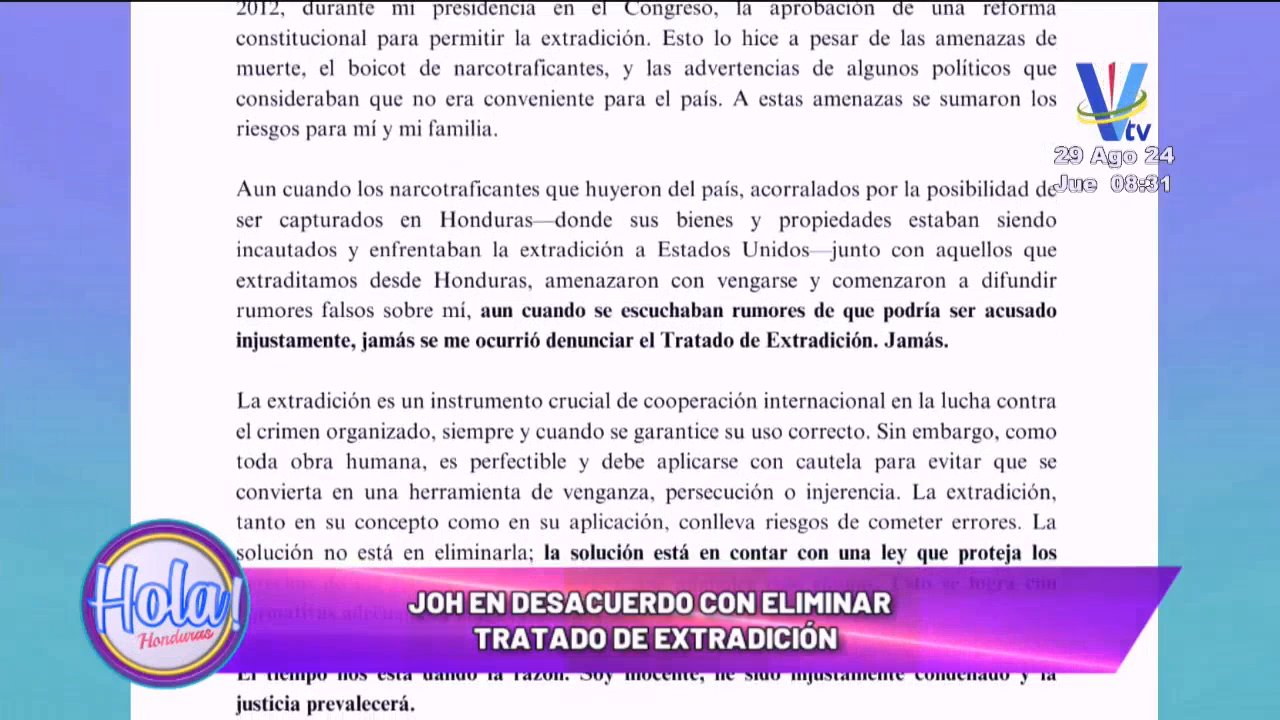 2012, durante mi presidencia en el Congreso, la aprobación de una reforma
constitucional para permitir la extradición. Esto lo hice a pesar de las amenazas de
muerte, el boicot de narcotraficantes, y las advertencias de algunos políticos que
consideraban que no era conveniente para el país. A estas amenazas se sumaron los
riesgos para mí y mi familia.
Vtv
29 Ago 24
Jue 08:31
Aun cuando los narcotraficantes que huyeron del país, acorralados por la posibilidad de
ser capturados en Honduras—donde sus bienes y propiedades estaban siendo
incautados y enfrentaban la extradición a Estados Unidos—junto con aquellos que
extraditamos desde Honduras, amenazaron con vengarse y comenzaron a difundir
rumores falsos sobre mí, aun cuando se escuchaban rumores de que podría ser acusado
injustamente, jamás se me ocurrió denunciar el Tratado de Extradición. Jamás.
La extradición es un instrumento crucial de cooperación internacional en la lucha contra
el crimen organizado, siempre y cuando se garantice su uso correcto. Sin embargo, como
toda obra humana, es perfectible y debe aplicarse con cautela para evitar que se
convierta en una herramienta de venganza, persecución o injerencia. La extradición,
tanto en su concepto como en su aplicación, conlleva riesgos de cometer errores. La
solución no está en eliminarla; la solución está en contar con una ley que proteja los
Esto se logra con
Hola!
Honduras
JOH EN DESACUERDO CON ELIMINAR
TRATADO DE EXTRADICIÓN
El tiempo nos está dando la razón. Soy inocente, he sido injustamente condenado y la
justicia prevalecerá.